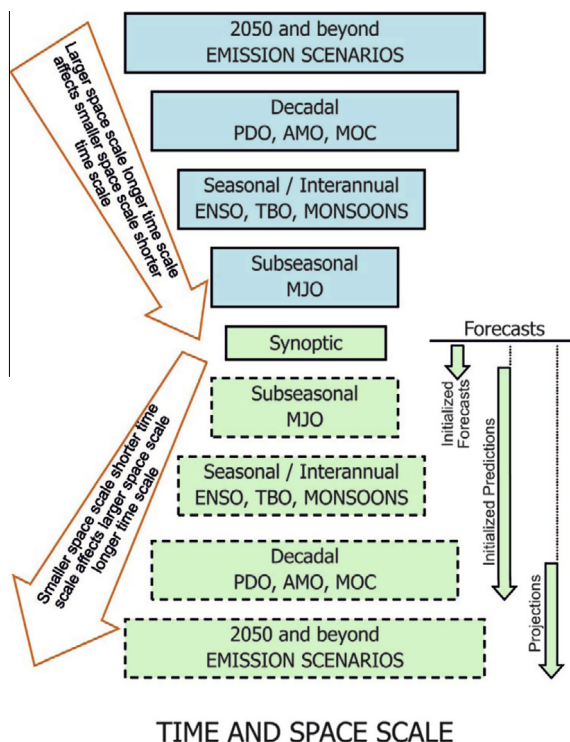 2050 and beyond
EMISSION SCENARIOS
Decadal
PDO, AMO, MOC
Seasonal / Interannual
ENSO, TBO, MONSOONS
Subseasonal
MJO
Larger space scale longer time scale
affects smaller space scale shorter
time scale
Synoptic
Forecasts
Subseasonal
MJO
Seasonal / Interannual
ENSO, TBO, MONSOONS
Decadal
PDO, AMO, MOC
2050 and beyond
EMISSION SCENARIOS
Smaller space scale shorter time
scale affects larger space scale
longer time scale
Initialized
Forecasts
Initialized Predictions
Projections
TIME AND SPACE SCALE